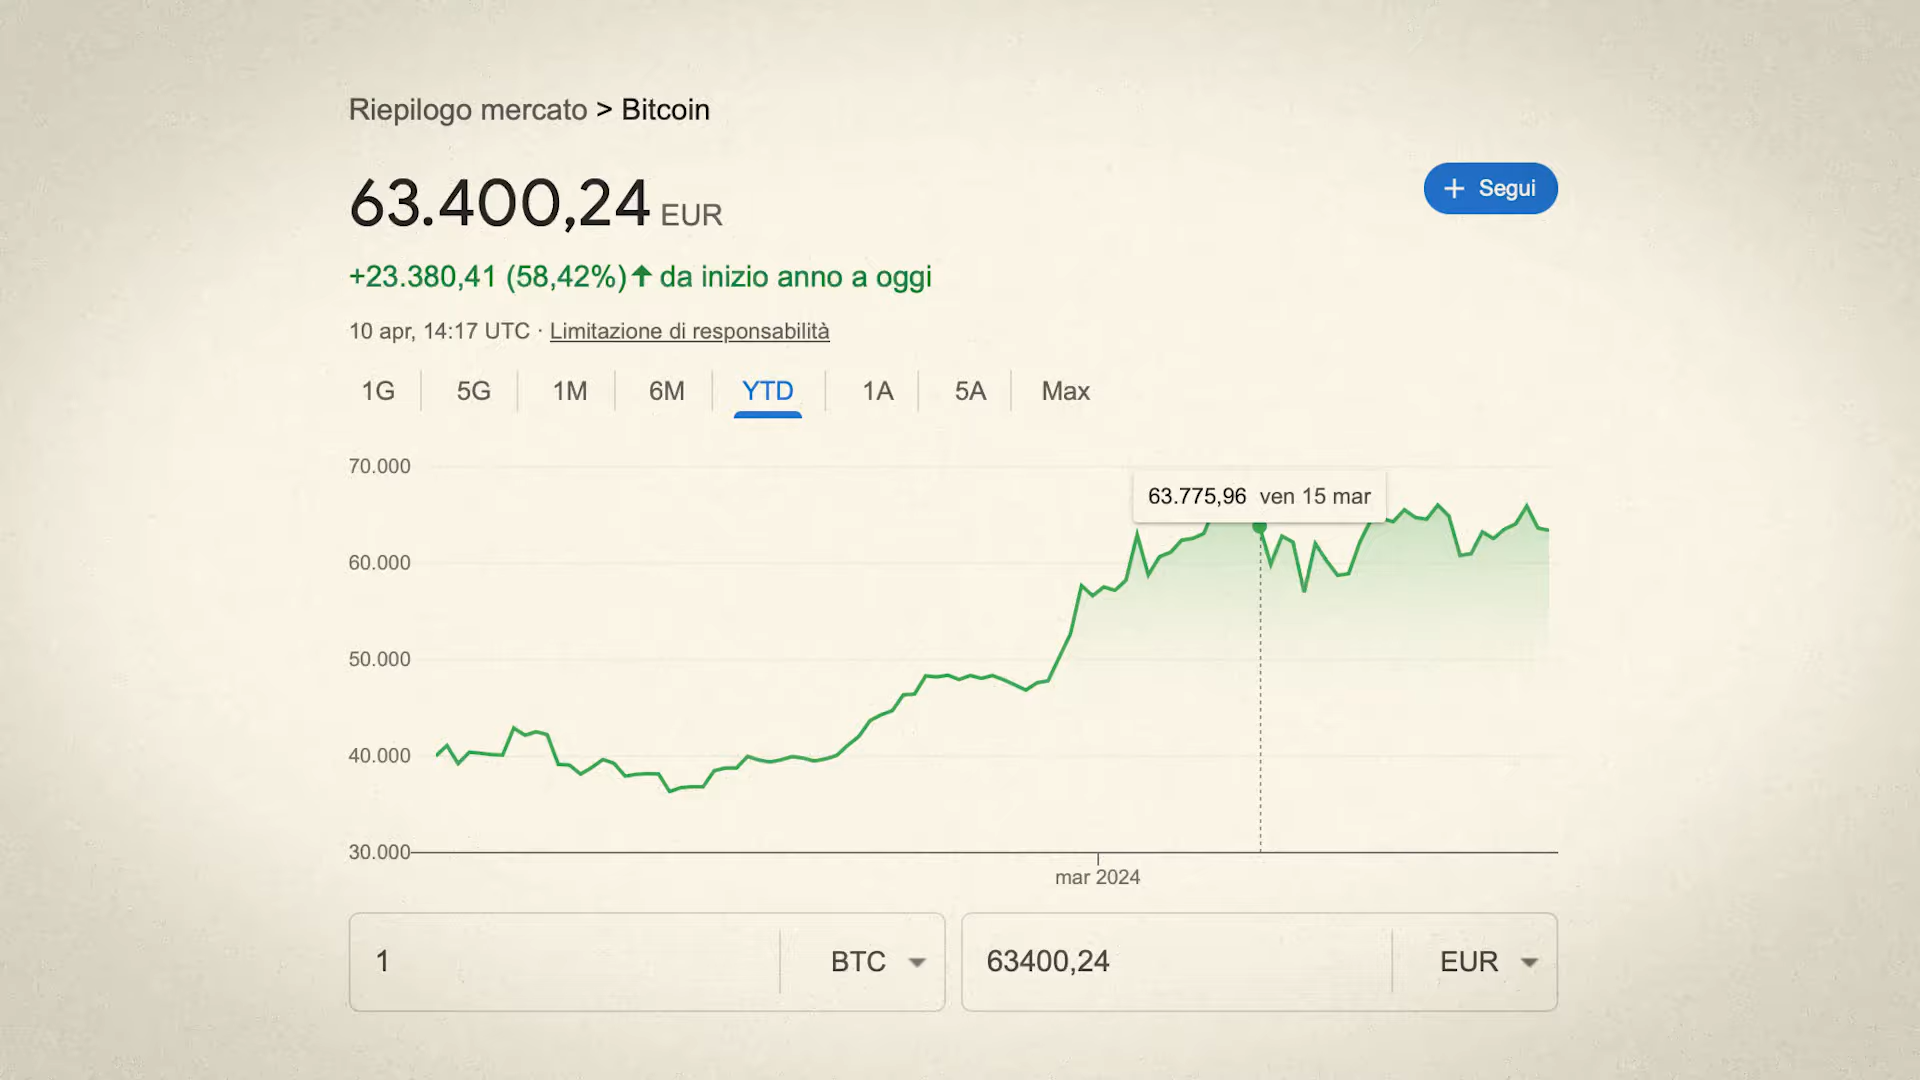 Riepilogo mercato > Bitcoin
63.400,24 EUR
+ Segui
+23.380,41 (58,42%) ↑ da inizio anno a oggi
10 apr, 14:17 UTC · Limitazione di responsabilità
1G 5G 1M 6M YTD 1A 5A Max
70.000
63.775,96 ven 15 mar
60.000
50.000
40.000
30.000
mar 2024
1 BTC 63400,24 EUR